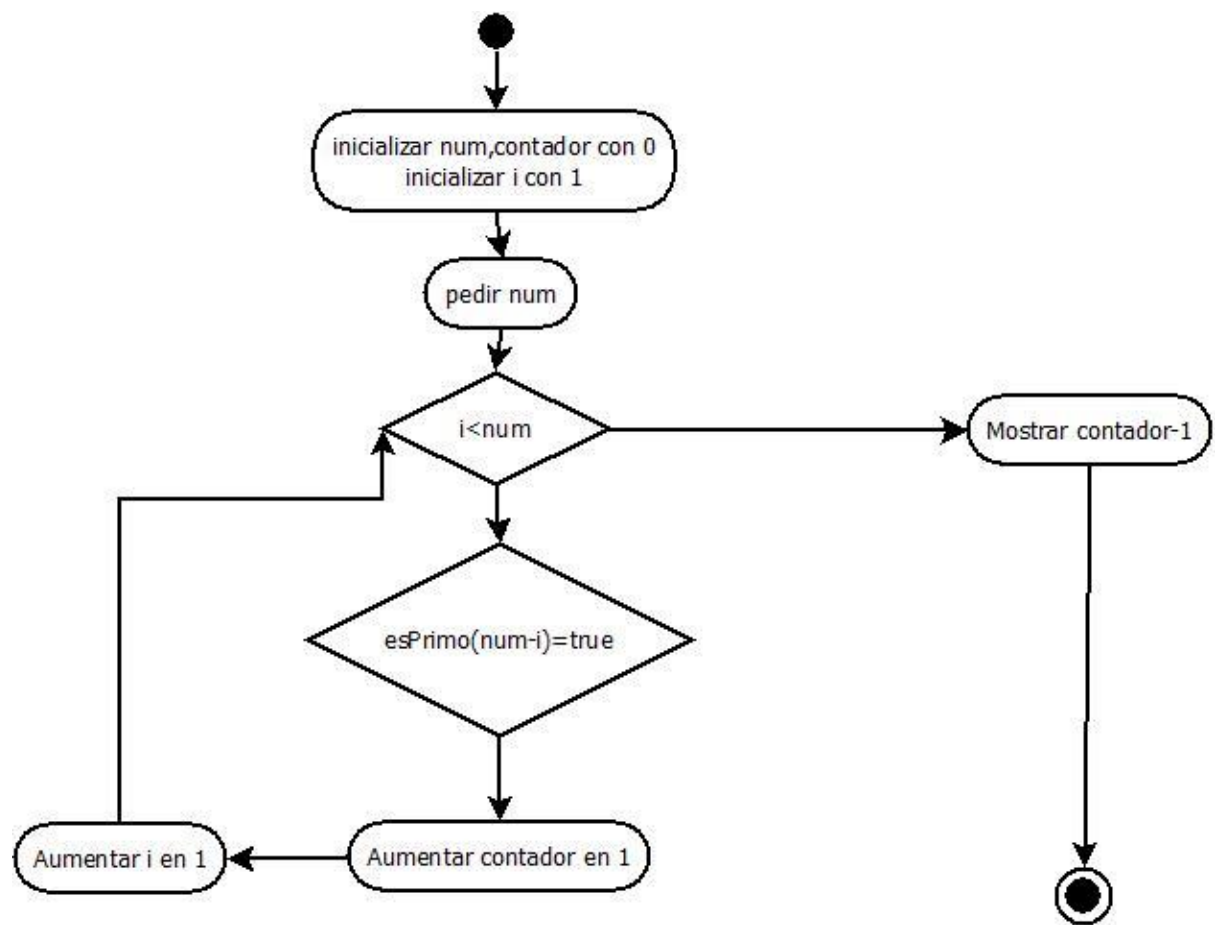 inicializar num,contador con 0
inicializar i con 1
pedir num
i<num
Mostrar contador-1
esPrimo(num-i)=true
Aumentar contador en 1
Aumentar i en 1